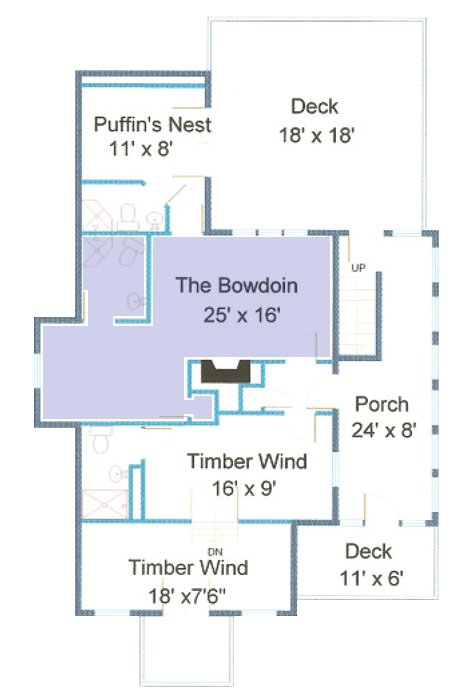 Deck
18' x 18'
Puffin's Nest
11' x 8'
The Bowdoin
25' x 16'
UP
Porch
24' x 8'
Timber Wind
16' x 9'
DN
Timber Wind
18' x7'6"
Deck
11' x 6'